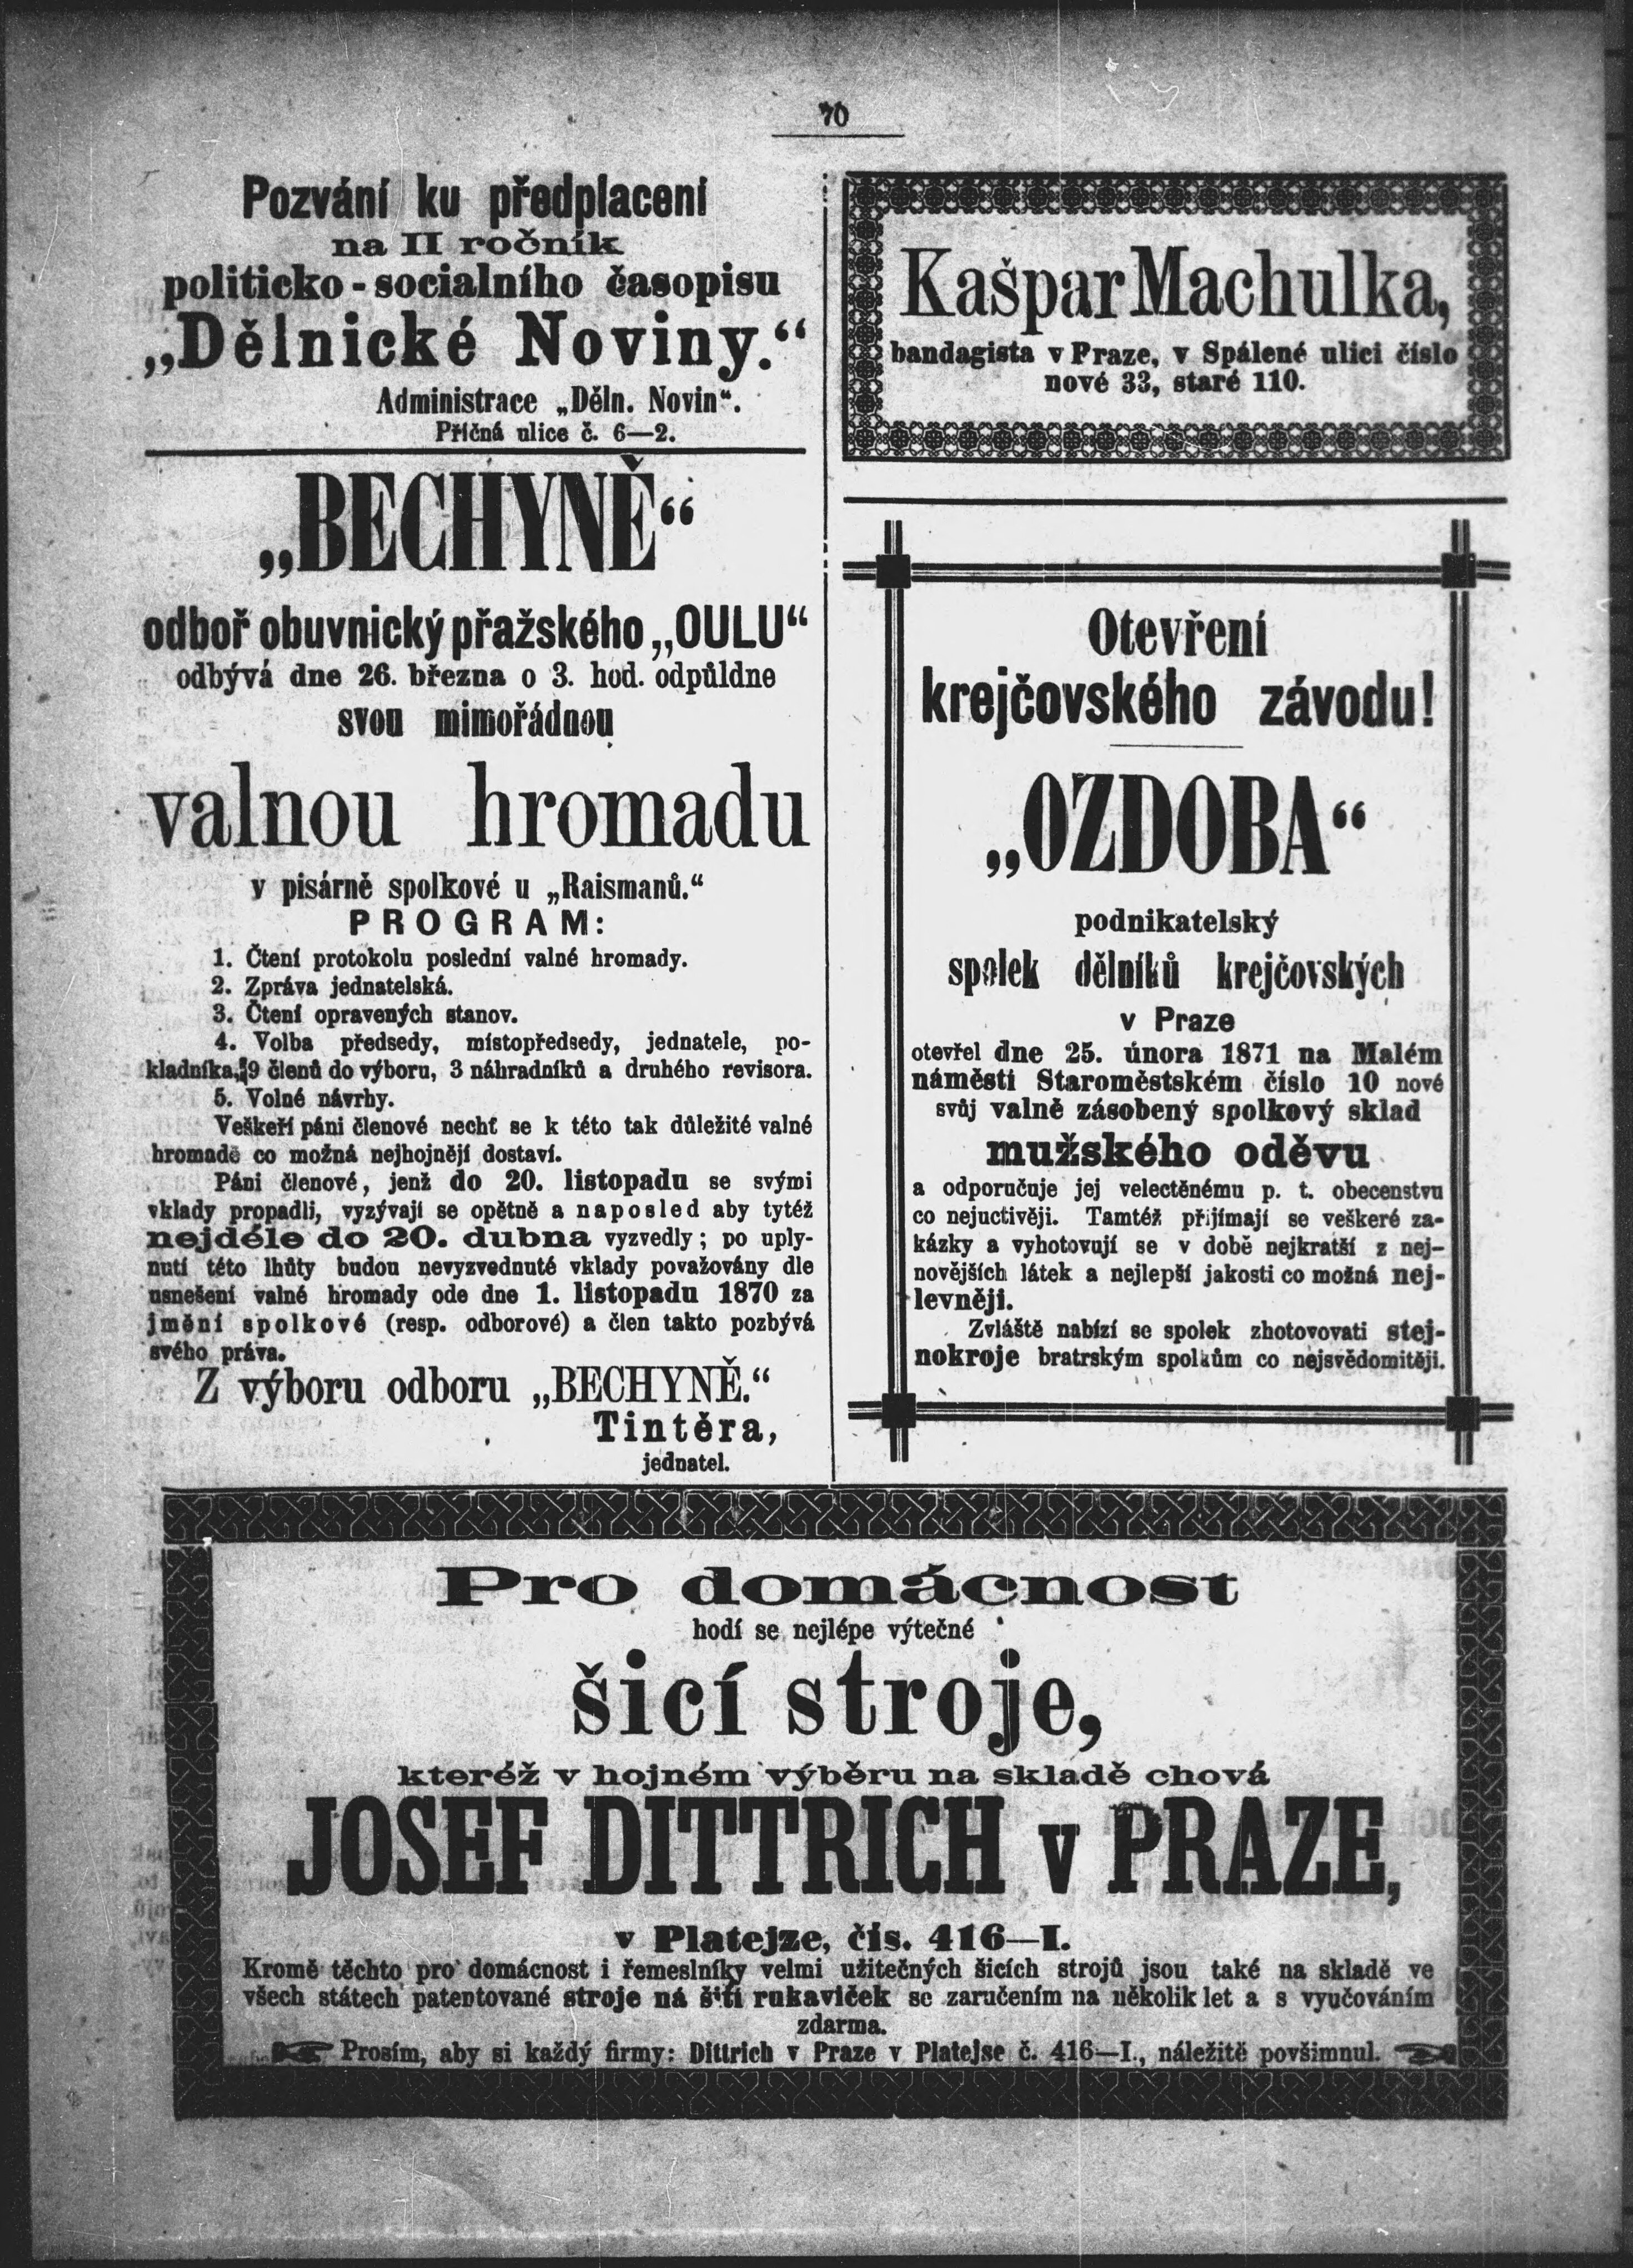 70
Pozvání ku předplacení
na II ročník
politicko-socialního časopisu
„Dělnické Noviny.“
Administrace „Děln. Novin“.
Příčná ulice č. 6—2.
„BECHYNĚ“
odboř obuvnický přažského „OULU“
odbývá dne 26. března o 3. hod. odpůldne
svou mimořádnou
valnou hromadu
v pisárně spolkové u „Raismanů.“
PROGRAM:
1. Čtení protokolu poslední valné hromady.
2. Zpráva jednatelská.
3. Čtení opravených stanov.
4. Volba předsedy, místopředsedy, jednatele, po-
kladníka, 9 členů do výboru, 3 náhradníků a druhého revisora.
5. Volné návrhy.
Veškeří páni členové nechť se k této tak důležité valné
hromadě co možná nejhojněji dostaví.
Páni členové, jenž do 20. listopadu se svými
vklady propadli, vyzývají se opětně a naposled aby tytéž
nejdéle do 20. dubna vyzvedly; po uply-
nutí této lhůty budou nevyzvednuté vklady považovány dle
usnešení valné hromady ode dne 1. listopadu 1870 za
jmění spolkové (resp. odborové) a člen takto pozbývá
svého práva.
Z výboru odboru „BECHYNĚ.“
Tintěra,
jednatel.
Kašpar Machulka,
bandagista v Praze, v Spálené ulici číslo
nové 33, staré 110.
Otevření
krejčovského závodu!
„OZDOBA“
podnikatelský
spolek dělníků krejčovských
v Praze
otevřel dne 25. února 1871 na Malém
náměstí Staroměstském číslo 10 nové
svůj valně zásobený spolkový sklad
mužského oděvu
a odporučuje jej velectěnému p. t. obecenstvu
co nejuctivěji. Tamtéž přijímají se veškeré za-
kázky a vyhotovují se v době nejkratší z nej-
novějších látek a nejlepší jakosti co možná nej-
levněji.
Zvláště nabízí se spolek zhotovovati stej-
nokroje bratrským spolkům co nejsvědomitěji.
Pro domácnost
hodí se nejlépe výtečné
šicí stroje,
kteréž v hojném výběru na skladě chová
JOSEF DITTRICH v PRAZE,
v Platejze, čís. 416—I.
Kromě těchto pro domácnost i řemeslníky velmi užitečných šicích strojů jsou také na skladě ve
všech státech patentované stroje ná šití rukaviček se zaručením na několik let a s vyučováním
zdarma.
Prosím, aby si každý firmy: Dittrich v Praze v Platejse č. 416—I., náležitě povšimnul.